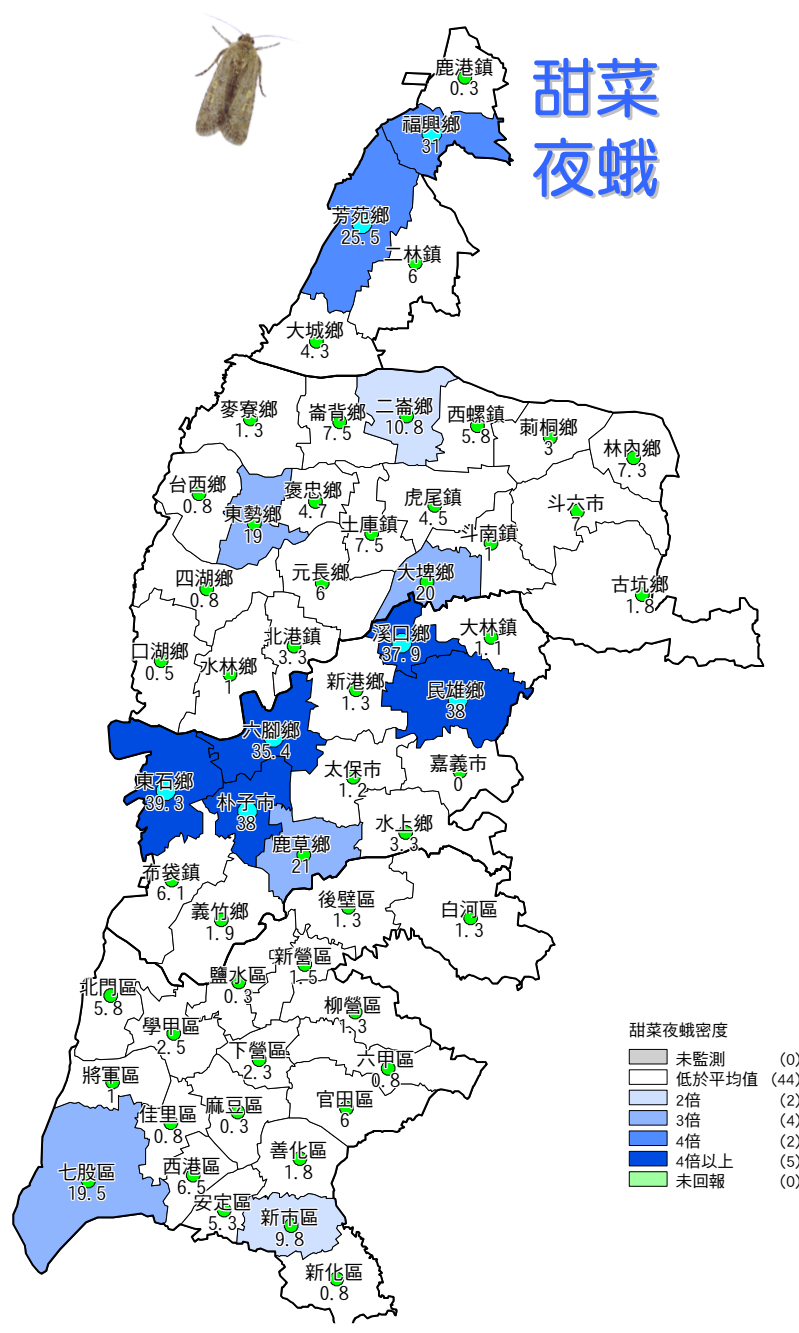 甜菜
夜蛾
鹿港鎮
0.3
福興鄉
31
芳苑鄉
25.5
二林鎮
6
大城鄉
4.3
麥寮鄉
1.3
崙背鄉
7.5
二崙鄉
10.8
西螺鎮
5.8
莿桐鄉
3
林內鄉
7.3
台西鄉
0.8
東勢鄉
19
褒忠鄉
4.7
土庫鎮
7.5
虎尾鎮
4.5
斗南鎮
1
斗六市
7
四湖鄉
0.8
元長鄉
6
大埤鄉
20
古坑鄉
1.8
口湖鄉
0.5
水林鄉
1
北港鎮
3.3
溪口鄉
37.9
大林鎮
1.1
新港鄉
1.3
民雄鄉
38
六腳鄉
35.4
東石鄉
39.3
朴子市
38
太保市
1.2
嘉義市
0
鹿草鄉
21
水上鄉
3.3
布袋鎮
6.1
義竹鄉
1.9
後壁區
1.3
白河區
1.3
新營區
1.5
鹽水區
0.3
北門區
5.8
柳營區
1.3
學甲區
2.5
下營區
2.3
六甲區
0.8
將軍區
1
佳里區
0.8
麻豆區
0.3
官田區
6
七股區
19.5
西港區
6.5
善化區
1.8
安定區
5.3
新市區
9.8
新化區
0.8
甜菜夜蛾密度
未監測 (0)
低於平均值 (44)
2倍 (2)
3倍 (4)
4倍 (2)
4倍以上 (5)
未回報 (0)